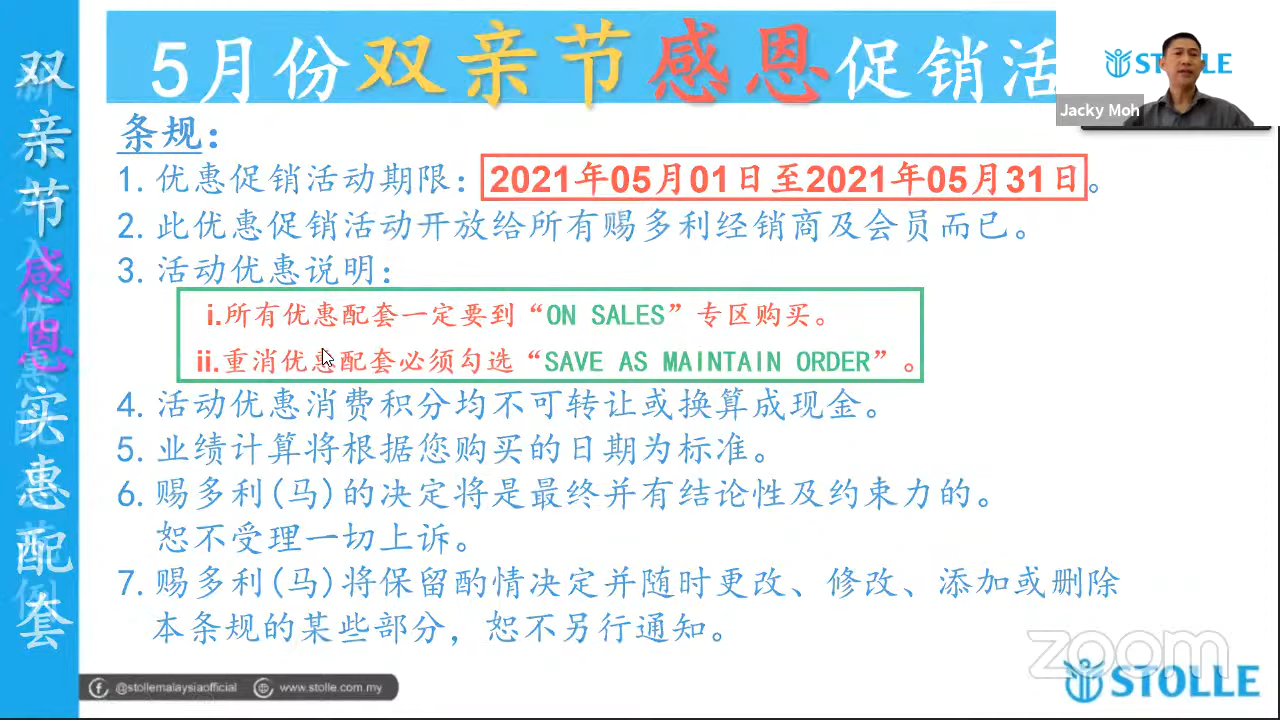 5月份双亲节感恩促销活
STOLLE
Jacky Moh
条规：
1. 优惠促销活动期限：2021年05月01日至2021年05月31日。
2. 此优惠促销活动开放给所有赐多利经销商及会员而已。
3. 活动优惠说明：
i.所有优惠配套一定要到“ON SALES”专区购买。
ii.重消优惠配套必须勾选“SAVE AS MAINTAIN ORDER”。
4. 活动优惠消费积分均不可转让或换算成现金。
5. 业绩计算将根据您购买的日期为标准。
6. 赐多利(马)的决定将是最终并有结论性及约束力的。
恕不受理一切上诉。
7. 赐多利(马)将保留酌情决定并随时更改、修改、添加或删除
本条规的某些部分，恕不另行通知。
双亲节感恩实惠配套
@stollemalaysiaofficial
www.stolle.com.my
zoom
STOLLE